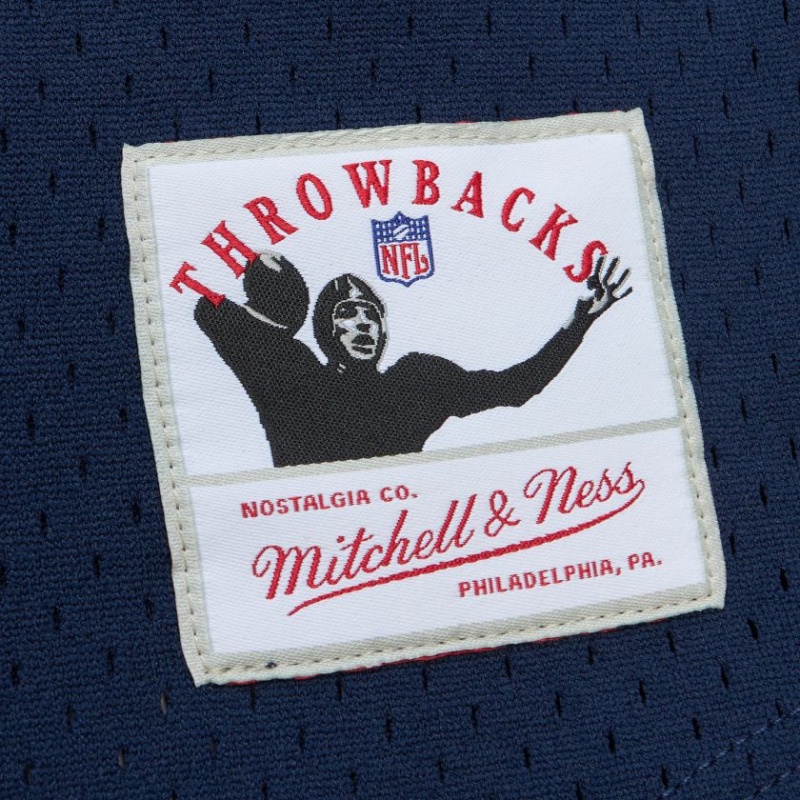 THROWBACKS
NFL
NOSTALGIA CO.
Mitchell & Ness
PHILADELPHIA, PA.